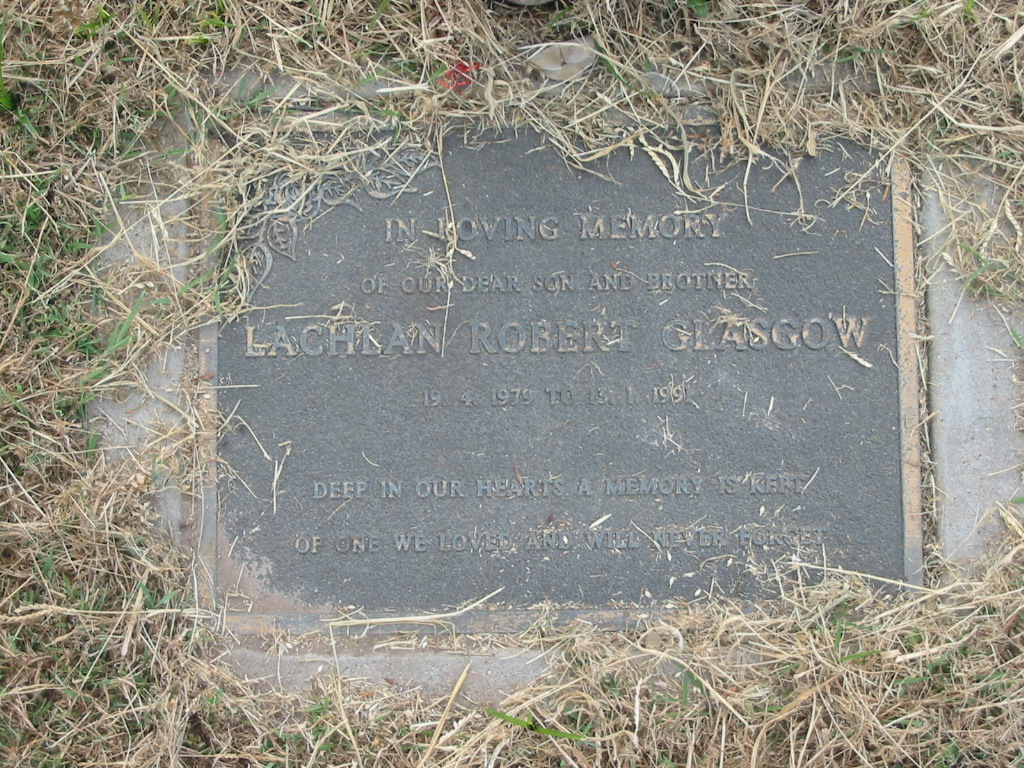 IN LOVING MEMORY
OF OUR DEAR SON AND BROTHER
LACHLAN ROBERT GLASGOW
19. 4. 1979 TO 13. 1. 1991
DEEP IN OUR HEARTS A MEMORY IS KEPT
OF ONE WE LOVED AND WILL NEVER FORGET